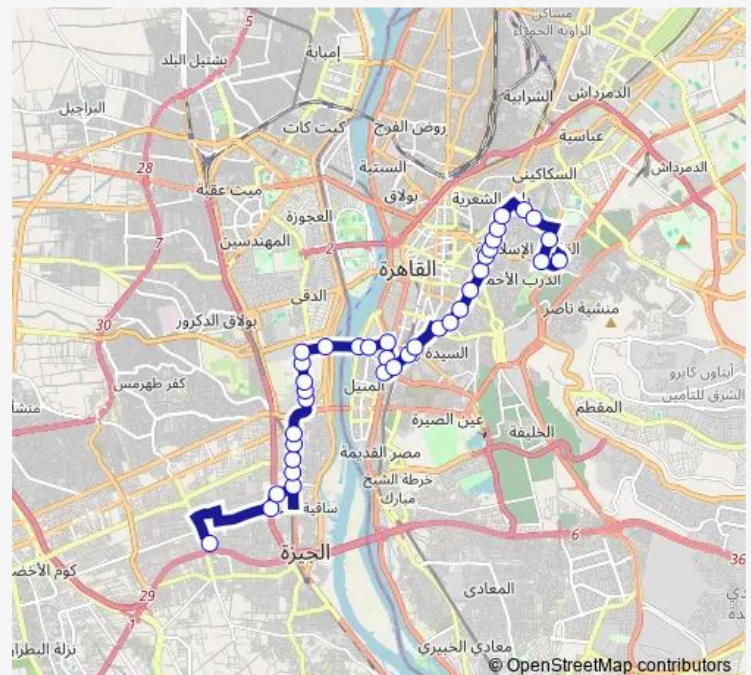 مساكن
الزاوية الحمراء
5
إمبابة
بشتيل البلد
الدمرداش
الشرابية
البراجيل
كيت كات
روض الفرج
عباسية
28
السبتية
السكاكيني
الدمرداش
ميت عقبة
بولاق
الشعرية
العجوزة
7
المهندسين
2
القاهرة
الدرب الأحمر
الدقى
منشية ناصر
30
بولاق الدكرور
السيدة
أبناون كايرو
الشرق للتأمين
كفر طهرمس
المنيل
المقطم
عين الصيرة
الخليفة
مصر القديمة
خرطة الشيخ
مبارك
ساقية
6
الجيزة
36
كوم الأخضر
29
المعادى
1
نزلة البطران
معادي الخبيري
© OpenStreetMap contributors